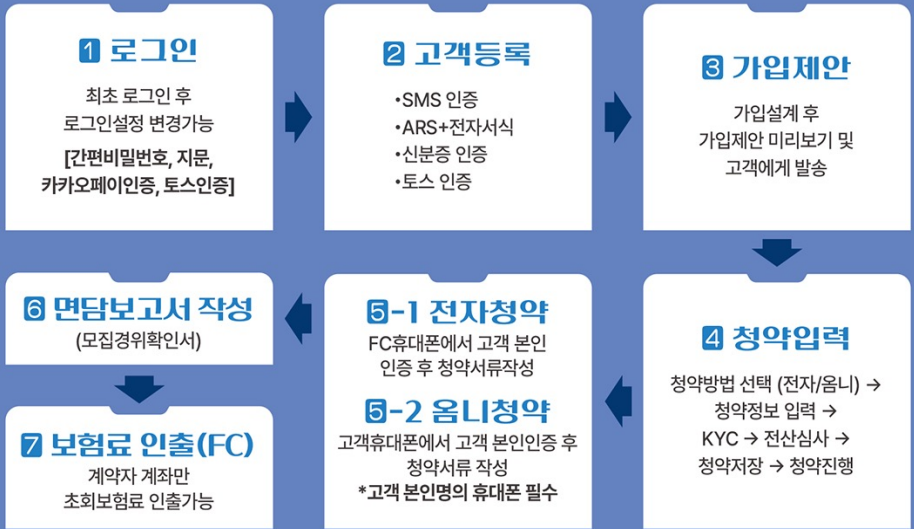 1 로그인
최초 로그인 후
로그인설정 변경가능
[간편비밀번호, 지문,
카카오페이인증, 토스인증]
2 고객등록
•SMS 인증
•ARS+전자서식
•신분증 인증
•토스 인증
3 가입제안
가입설계 후
가입제안 미리보기 및
고객에게 발송
4 청약입력
청약방법 선택 (전자/옴니) →
청약정보 입력 →
KYC → 전산심사 →
청약저장 → 청약진행
5-1 전자청약
FC휴대폰에서 고객 본인
인증 후 청약서류작성
5-2 옴니청약
고객휴대폰에서 고객 본인인증 후
청약서류 작성
*고객 본인명의 휴대폰 필수
6 면담보고서 작성
(모집경위확인서)
7 보험료 인출(FC)
계약자 계좌만
초회보험료 인출가능